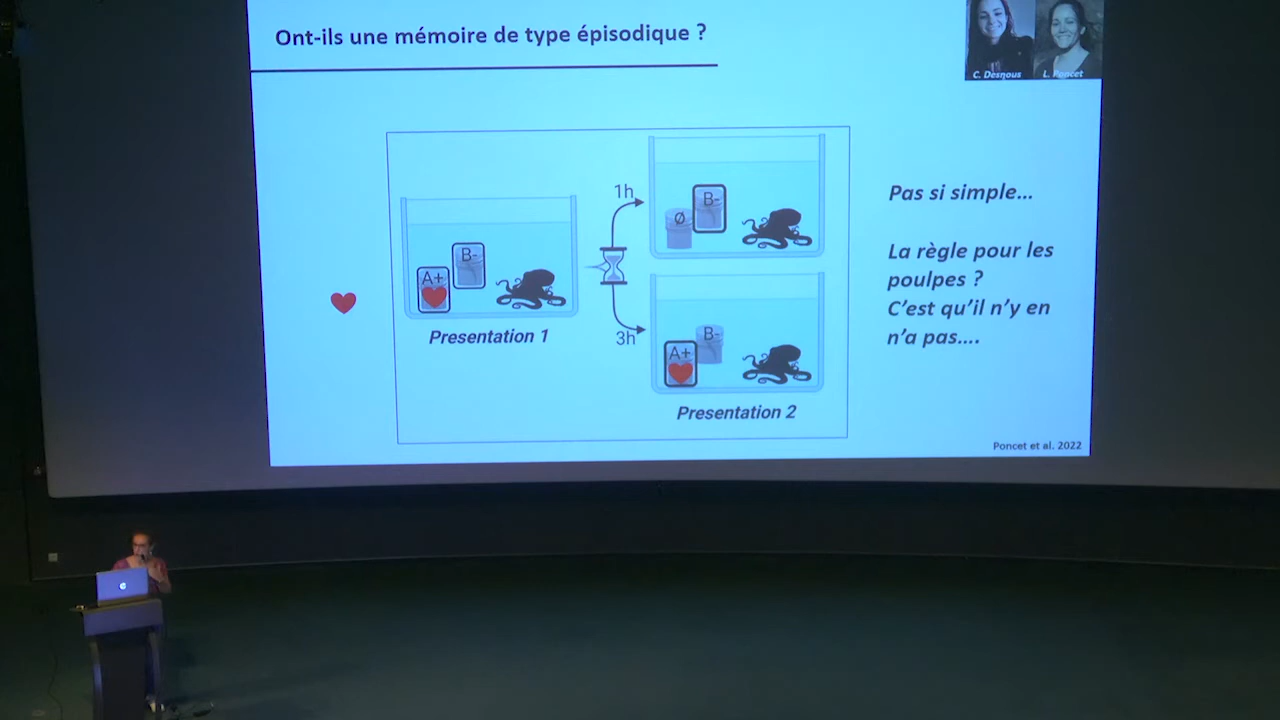 Ont-ils une mémoire de type épisodique ?
C. Desnous
L. Poncet
1h
Ø
B-
A+
B-
Presentation 1
3h
A+
B-
Presentation 2
Pas si simple...
La règle pour les
poulpes ?
C'est qu'il n'y en
n'a pas....
Poncet et al. 2022